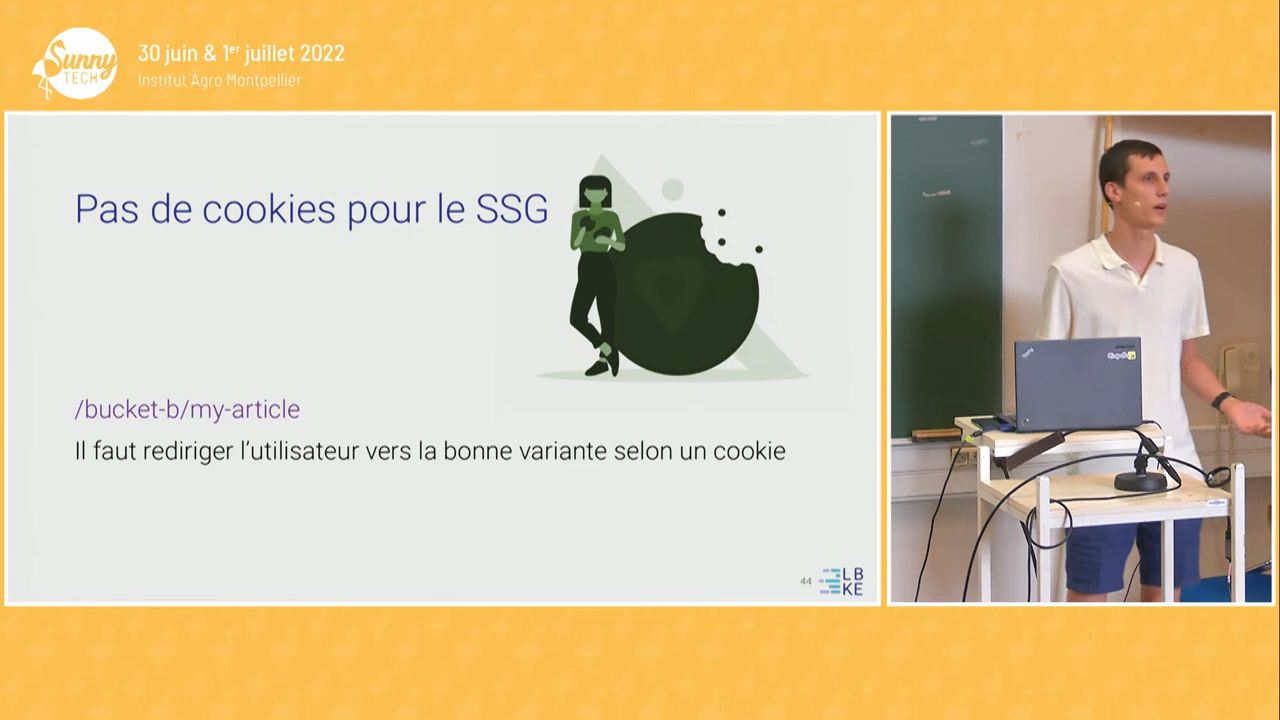 Sunny
TECH
30 juin & 1er juillet 2022
Institut Agro Montpellier
Pas de cookies pour le SSG
/bucket-b/my-article
Il faut rediriger l'utilisateur vers la bonne variante selon un cookie
44
LB
KE